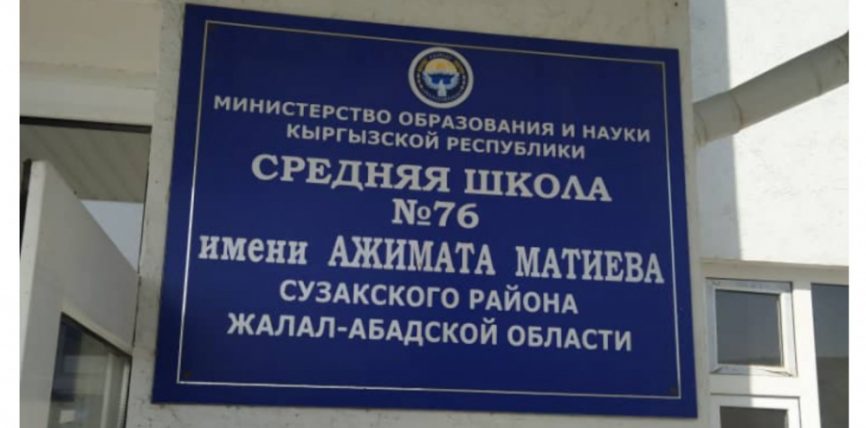 МИНИСТЕРСТВО ОБРАЗОВАНИЯ И НАУКИ
КЫРГЫЗСКОЙ РЕСПУБЛИКИ
СРЕДНЯЯ ШКОЛА
№76
имени АЖИМАТА МАТИЕВА
СУЗАКСКОГО РАЙОНА
ЖАЛАЛ-АБАДСКОЙ ОБЛАСТИ